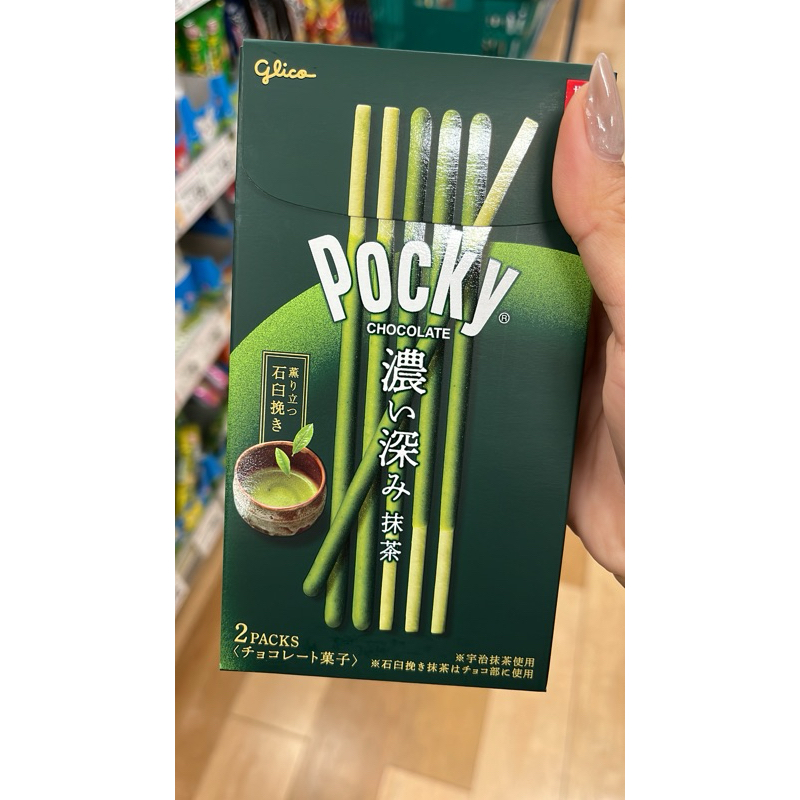 glico
Pocky®
CHOCOLATE
濃い深み 抹茶
薫り立つ
石臼挽き
2 PACKS
〈チョコレート菓子〉
※宇治抹茶使用
※石臼挽き抹茶はチョコ部に使用